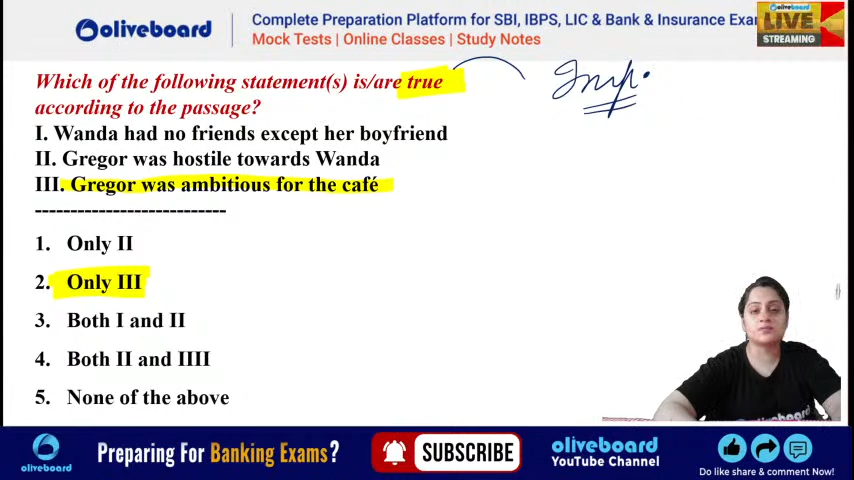 oliveboard
Complete Preparation Platform for SBI, IBPS, LIC & Bank & Insurance Exa
Mock Tests | Online Classes | Study Notes
LIVE
STREAMING
Which of the following statement(s) is/are true
according to the passage?
Imp.
I. Wanda had no friends except her boyfriend
II. Gregor was hostile towards Wanda
III. Gregor was ambitious for the café
---------------------------
1. Only II
2. Only III
3. Both I and II
4. Both II and IIII
5. None of the above
oliveboard
Preparing For Banking Exams?
SUBSCRIBE
oliveboard
YouTube Channel
Do like share & comment Now!